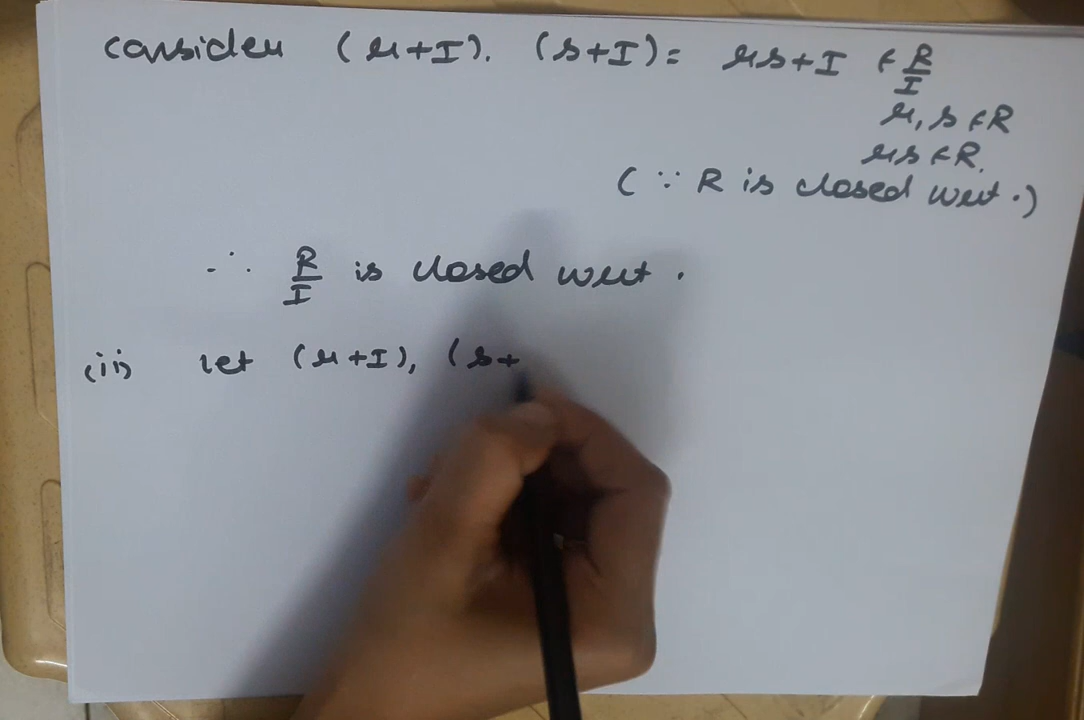 consider (r+I). (s+I) = rs+I ∈ R/I
r, s ∈ R
rs ∈ R.
(∵ R is closed wrt .)
∴ R/I is closed wrt .
(ii) let (r+I), (s+